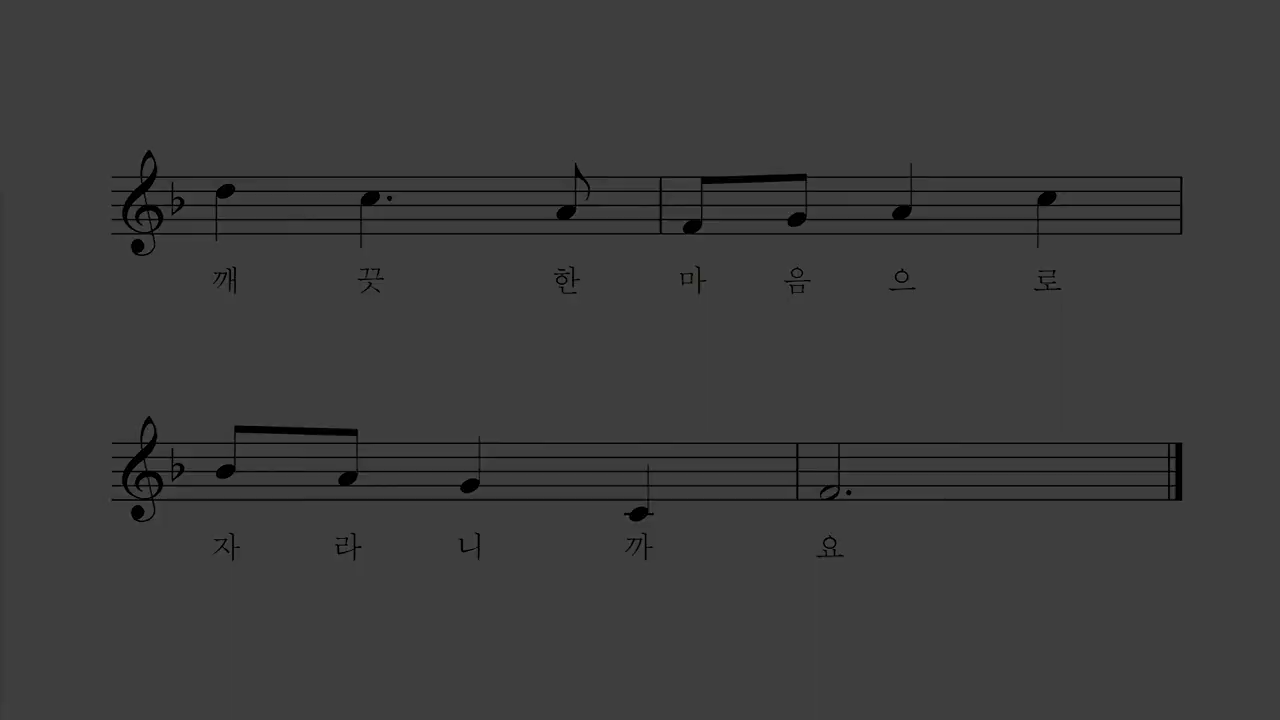 깨 끗 한 마 음 으 로
자 라 니 까 요